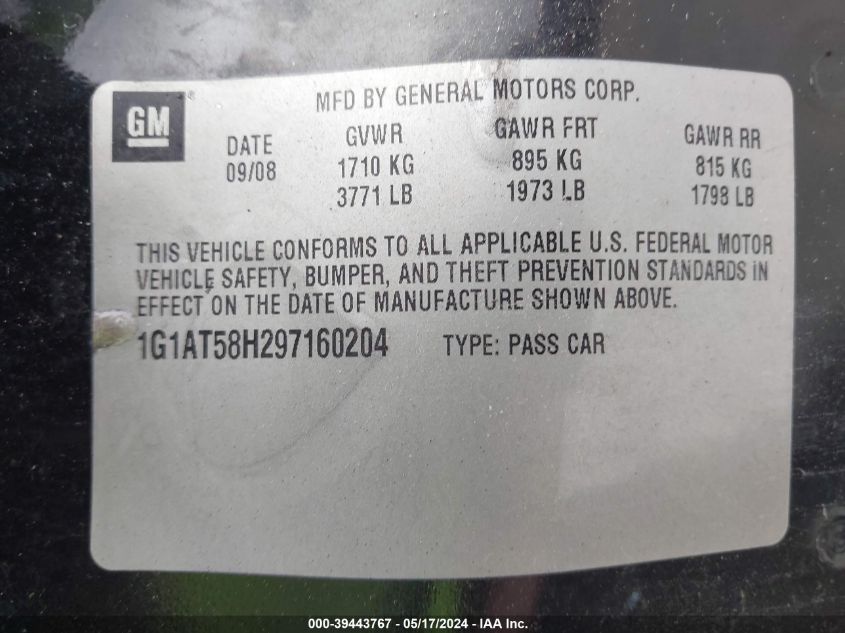 GM ®
MFD BY GENERAL MOTORS CORP.
DATE GVWR GAWR FRT GAWR RR
09/08 1710 KG 895 KG 815 KG
3771 LB 1973 LB 1798 LB
THIS VEHICLE CONFORMS TO ALL APPLICABLE U.S. FEDERAL MOTOR
VEHICLE SAFETY, BUMPER, AND THEFT PREVENTION STANDARDS IN
EFFECT ON THE DATE OF MANUFACTURE SHOWN ABOVE.
1G1AT58H297160204 TYPE: PASS CAR
000-39443767 - 05/17/2024 - IAA Inc.